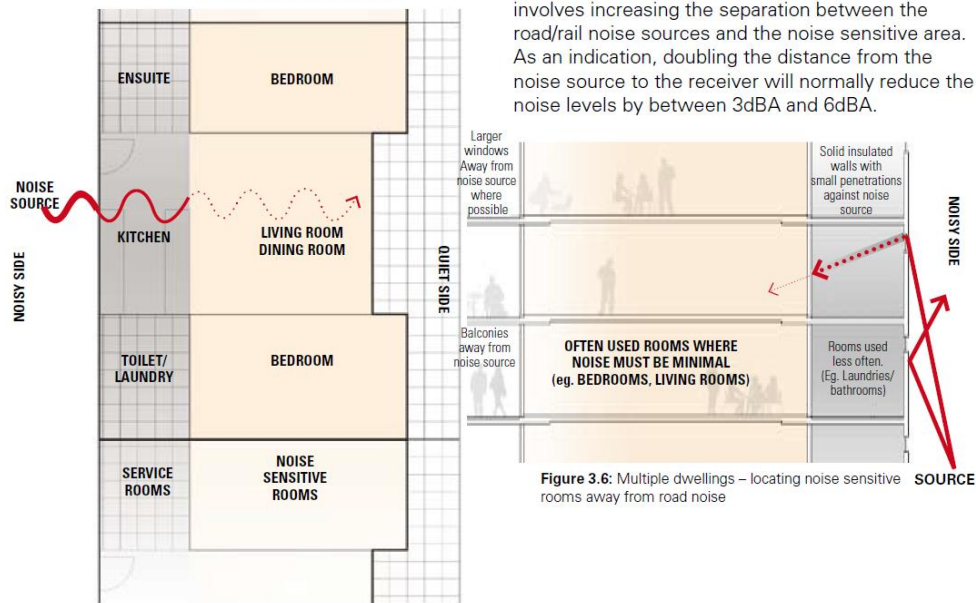 involves increasing the separation between the
road/rail noise sources and the noise sensitive area.
As an indication, doubling the distance from the
noise source to the receiver will normally reduce the
noise levels by between 3dBA and 6dBA.
ENSUITE
BEDROOM
NOISE
SOURCE
NOISY SIDE
KITCHEN
LIVING ROOM
DINING ROOM
QUIET SIDE
TOILET/
LAUNDRY
BEDROOM
SERVICE
ROOMS
NOISE
SENSITIVE
ROOMS
Larger
windows
Away from
noise source
where
possible
Solid insulated
walls with
small penetrations
against noise
source
NOISY SIDE
Balconies
away from
noise source
OFTEN USED ROOMS WHERE
NOISE MUST BE MINIMAL
(eg. BEDROOMS, LIVING ROOMS)
Rooms used
less often.
(Eg. Laundries/
bathrooms)
SOURCE
Figure 3.6: Multiple dwellings – locating noise sensitive
rooms away from road noise